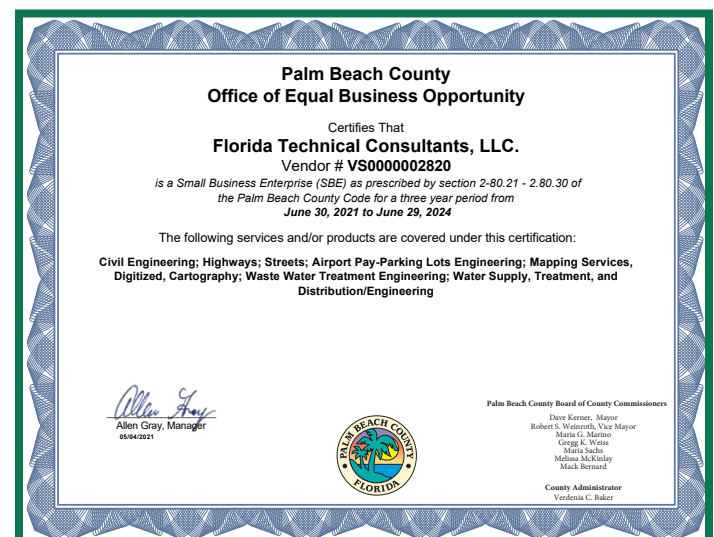 Palm Beach County
Office of Equal Business Opportunity
Certifies That
Florida Technical Consultants, LLC.
Vendor # VS0000002820
is a Small Business Enterprise (SBE) as prescribed by section 2-80.21 - 2.80.30 of
the Palm Beach County Code for a three year period from
June 30, 2021 to June 29, 2024
The following services and/or products are covered under this certification:
Civil Engineering; Highways; Streets; Airport Pay-Parking Lots Engineering; Mapping Services,
Digitized, Cartography; Waste Water Treatment Engineering; Water Supply, Treatment, and
Distribution/Engineering
Allen Gray
Allen Gray, Manager
05/04/2021
PALM BEACH COUNTY
FLORIDA
Palm Beach County Board of County Commissioners
Dave Kerner, Mayor
Robert S. Weinroth, Vice Mayor
Maria G. Marino
Gregg K. Weiss
Maria Sachs
Melissa McKinlay
Mack Bernard
County Administrator
Verdenia C. Baker